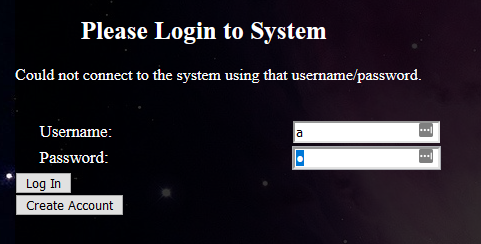 Please Login to System
Could not connect to the system using that username/password.
Username: a
Password: •
Log In
Create Account